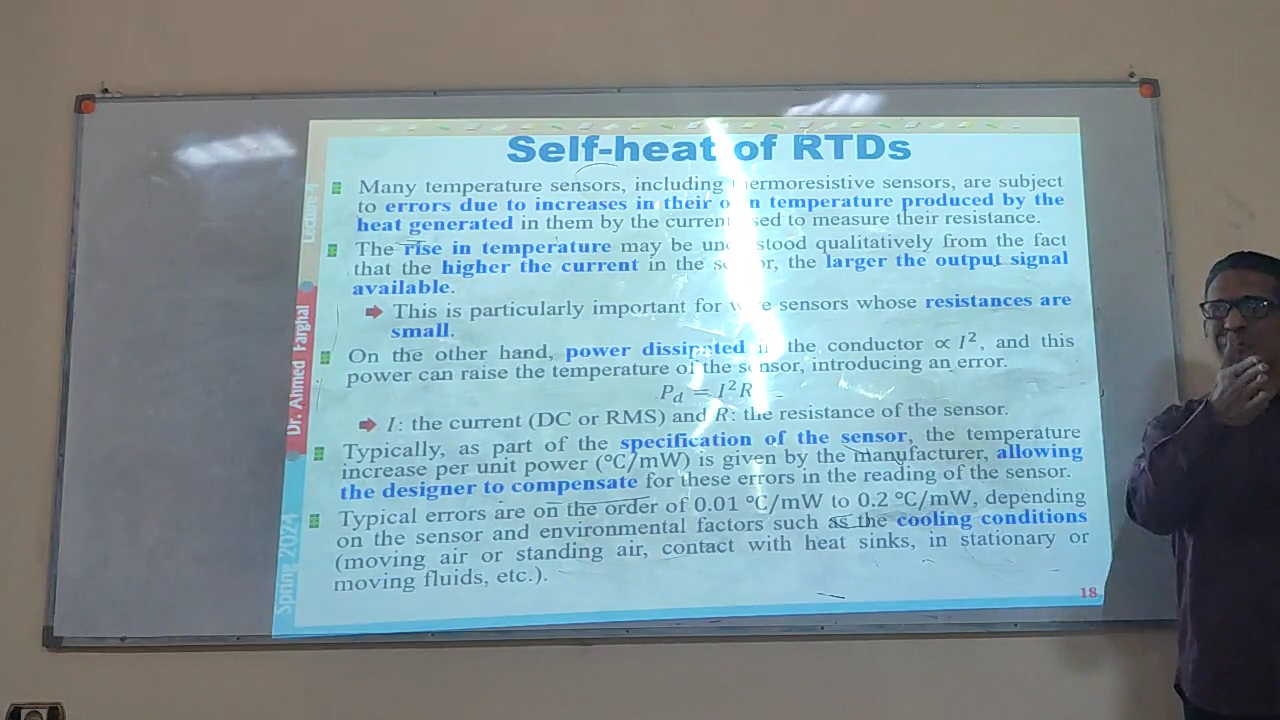 Self-heat of RTDs
Many temperature sensors, including thermoresistive sensors, are subject
to errors due to increases in their own temperature produced by the
heat generated in them by the current used to measure their resistance.
The rise in temperature may be understood qualitatively from the fact
that the higher the current in the sensor, the larger the output signal
available.
This is particularly important for wire sensors whose resistances are
small.
On the other hand, power dissipated in the conductor ∝ I², and this
power can raise the temperature of the sensor, introducing an error.
P_d = I²R
I: the current (DC or RMS) and R: the resistance of the sensor.
Typically, as part of the specification of the sensor, the temperature
increase per unit power (°C/mW) is given by the manufacturer, allowing
the designer to compensate for these errors in the reading of the sensor.
Typical errors are on the order of 0.01 °C/mW to 0.2 °C/mW, depending
on the sensor and environmental factors such as the cooling conditions
(moving air or standing air, contact with heat sinks, in stationary or
moving fluids, etc.).
18
Lecture 4
Dr. Ahmed Farghal
Spring 2024